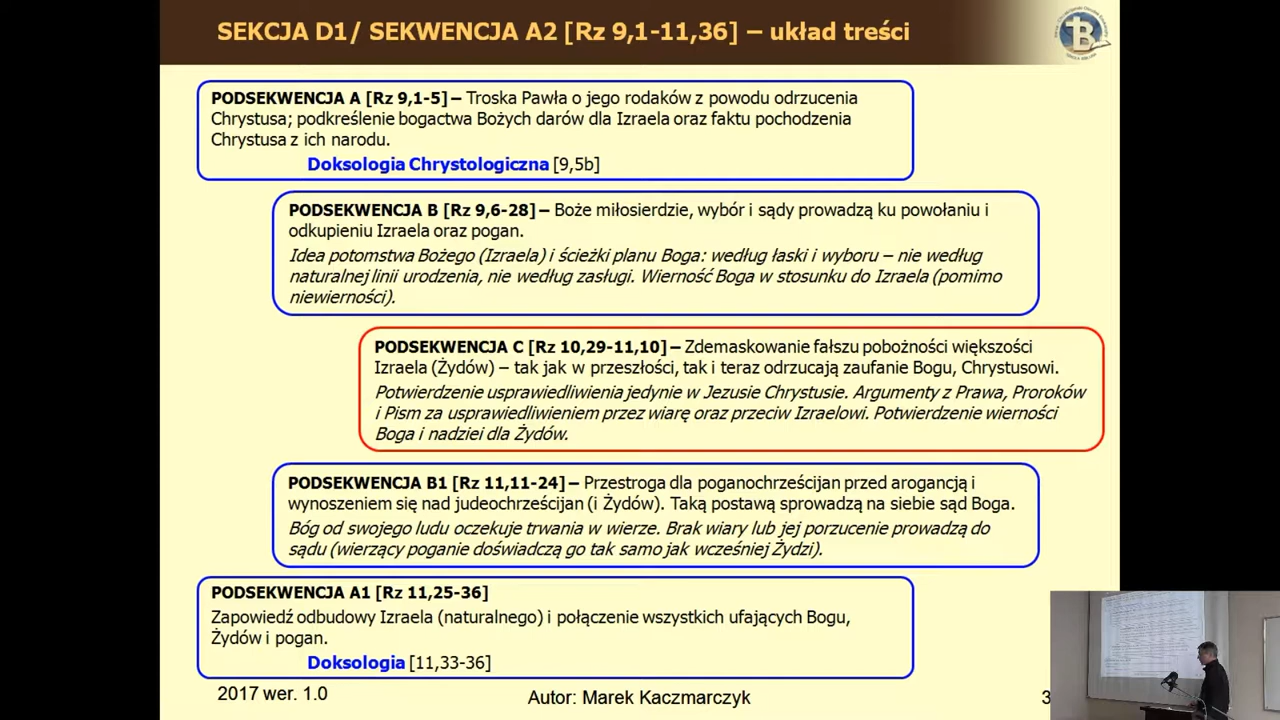 SEKCJA D1/ SEKWENCJA A2 [Rz 9,1-11,36] – układ treści
PODSEKWENCJA A [Rz 9,1-5] – Troska Pawła o jego rodaków z powodu odrzucenia
Chrystusa; podkreślenie bogactwa Bożych darów dla Izraela oraz faktu pochodzenia
Chrystusa z ich narodu.
Doksologia Chrystologiczna [9,5b]
PODSEKWENCJA B [Rz 9,6-28] – Boże miłosierdzie, wybór i sądy prowadzą ku powołaniu i
odkupieniu Izraela oraz pogan.
Idea potomstwa Bożego (Izraela) i ścieżki planu Boga: według łaski i wyboru – nie według
naturalnej linii urodzenia, nie według zasługi. Wierność Boga w stosunku do Izraela (pomimo
niewierności).
PODSEKWENCJA C [Rz 10,29-11,10] – Zdemaskowanie fałszu pobożności większości
Izraela (Żydów) – tak jak w przeszłości, tak i teraz odrzucają zaufanie Bogu, Chrystusowi.
Potwierdzenie usprawiedliwienia jedynie w Jezusie Chrystusie. Argumenty z Prawa, Proroków
i Pism za usprawiedliwieniem przez wiarę oraz przeciw Izraelowi. Potwierdzenie wierności
Boga i nadziei dla Żydów.
PODSEKWENCJA B1 [Rz 11,11-24] – Przestroga dla poganochrześcijan przed arogancją i
wynoszeniem się nad judeochrześcijan (i Żydów). Taką postawą sprowadzą na siebie sąd Boga.
Bóg od swojego ludu oczekuje trwania w wierze. Brak wiary lub jej porzucenie prowadzą do
sądu (wierzący poganie doświadczą go tak samo jak wcześniej Żydzi).
PODSEKWENCJA A1 [Rz 11,25-36]
Zapowiedź odbudowy Izraela (naturalnego) i połączenie wszystkich ufających Bogu,
Żydów i pogan.
Doksologia [11,33-36]
2017 wer. 1.0
Autor: Marek Kaczmarczyk
3